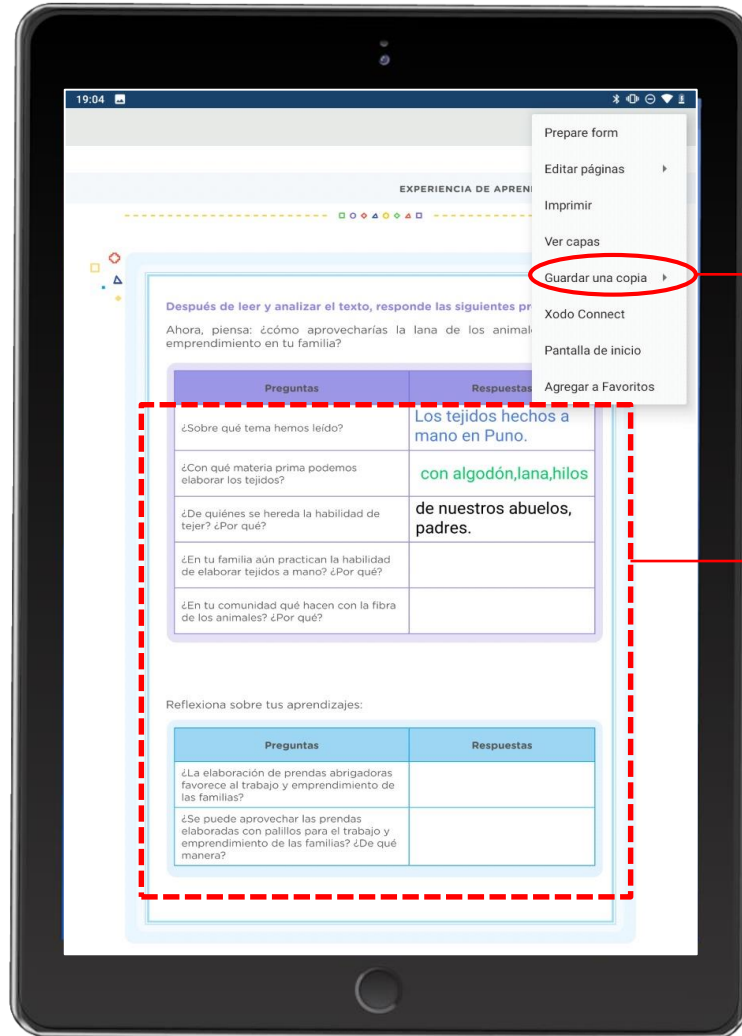 19:04
Prepare form
Editar páginas
Imprimir
Ver capas
Guardar una copia
Xodo Connect
Pantalla de inicio
Agregar a Favoritos
EXPERIENCIA DE APREN
Después de leer y analizar el texto, responde las siguientes pr
Ahora, piensa: ¿cómo aprovecharías la lana de los animal
emprendimiento en tu familia?
Preguntas
Respuestas
¿Sobre qué tema hemos leído?
Los tejidos hechos a
mano en Puno.
¿Con qué materia prima podemos
elaborar los tejidos?
con algodón,lana,hilos
¿De quiénes se hereda la habilidad de
tejer? ¿Por qué?
de nuestros abuelos,
padres.
¿En tu familia aún practican la habilidad
de elaborar tejidos a mano? ¿Por qué?
¿En tu comunidad qué hacen con la fibra
de los animales? ¿Por qué?
Reflexiona sobre tus aprendizajes:
Preguntas
Respuestas
¿La elaboración de prendas abrigadoras
favorece al trabajo y emprendimiento de
las familias?
¿Se puede aprovechar las prendas
elaboradas con palillos para el trabajo y
emprendimiento de las familias? ¿De qué
manera?